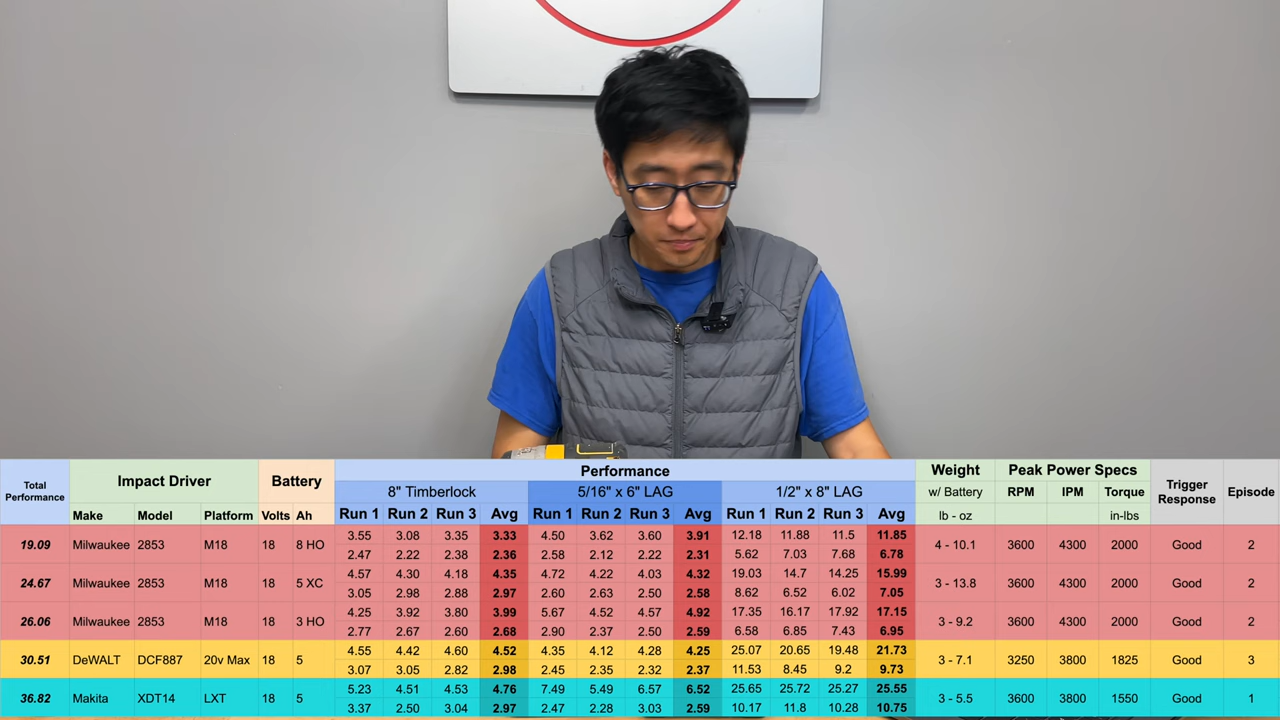 Total Performance Impact Driver Battery Performance Weight Peak Power Specs Trigger Response Episode
8" Timberlock 5/16" x 6" LAG 1/2" x 8" LAG w/ Battery RPM IPM Torque
Make Model Platform Volts Ah Run 1 Run 2 Run 3 Avg Run 1 Run 2 Run 3 Avg Run 1 Run 2 Run 3 Avg lb - oz in-lbs
19.09 Milwaukee 2853 M18 18 8 HO 3.55 3.08 3.35 3.33 4.50 3.62 3.60 3.91 12.18 11.88 11.5 11.85 4 - 10.1 3600 4300 2000 Good 2
2.47 2.22 2.38 2.36 2.58 2.12 2.22 2.31 5.62 7.03 7.68 6.78
24.67 Milwaukee 2853 M18 18 5 XC 4.57 4.30 4.18 4.35 4.72 4.22 4.03 4.32 19.03 14.7 14.25 15.99 3 - 13.8 3600 4300 2000 Good 2
3.05 2.98 2.88 2.97 2.60 2.63 2.50 2.58 8.62 6.52 6.02 7.05
26.06 Milwaukee 2853 M18 18 3 HO 4.25 3.92 3.80 3.99 5.67 4.52 4.57 4.92 17.35 16.17 17.92 17.15 3 - 9.2 3600 4300 2000 Good 2
2.77 2.67 2.60 2.68 2.90 2.37 2.50 2.59 6.58 6.85 7.43 6.95
30.51 DeWALT DCF887 20v Max 18 5 4.55 4.42 4.60 4.52 4.35 4.12 4.28 4.25 25.07 20.65 19.48 21.73 3 - 7.1 3250 3800 1825 Good 3
3.07 3.05 2.82 2.98 2.45 2.35 2.32 2.37 11.53 8.45 9.2 9.73
36.82 Makita XDT14 LXT 18 5 5.23 4.51 4.53 4.76 7.49 5.49 6.57 6.52 25.65 25.72 25.27 25.55 3 - 5.5 3600 3800 1550 Good 1
3.37 2.50 3.04 2.97 2.47 2.28 3.03 2.59 10.17 11.8 10.28 10.75